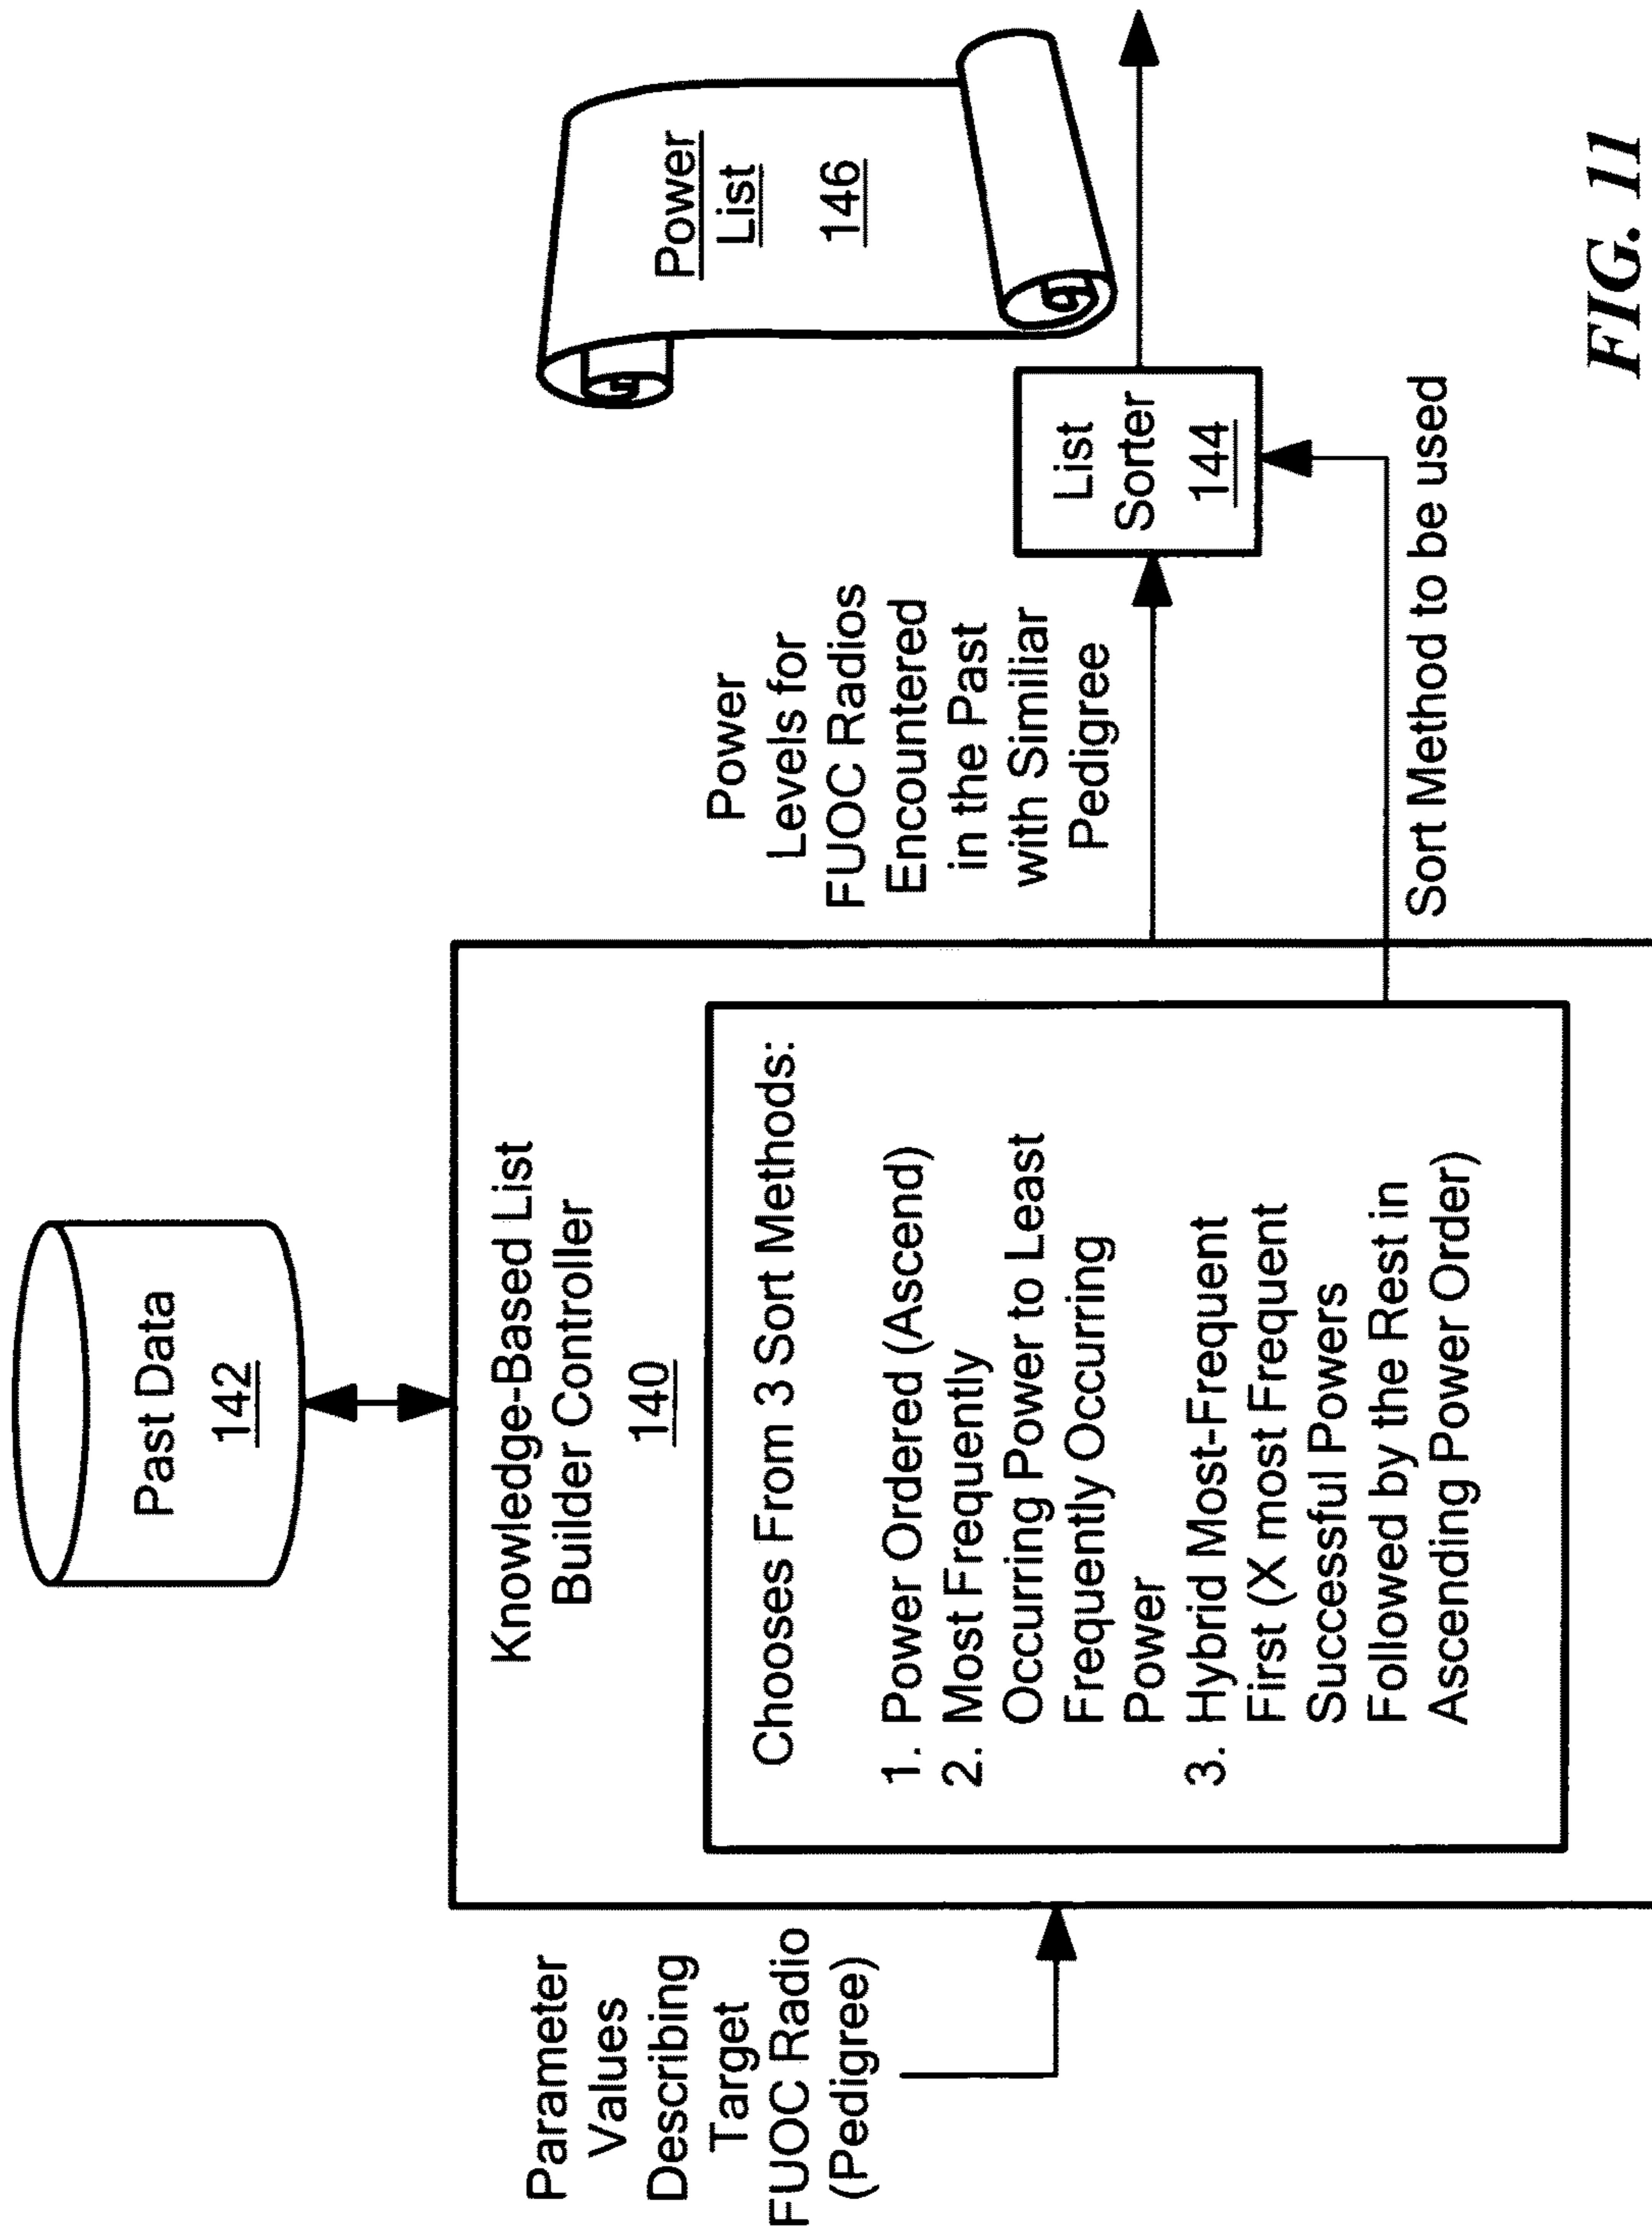 Past Data
142
Parameter
Values
Describing
Target
FUOC Radio
(Pedigree)
Knowledge-Based List
Builder Controller
140
Chooses From 3 Sort Methods:
1. Power Ordered (Ascend)
2. Most Frequently
Occurring Power to Least
Frequently Occurring
Power
3. Hybrid Most-Frequent
First (X most Frequent
Successful Powers
Followed by the Rest in
Ascending Power Order)
Power
Levels for
FUOC Radios
Encountered
in the Past
with Similiar
Pedigree
Sort Method to be used
List
Sorter
144
Power
List
146
FIG. 11